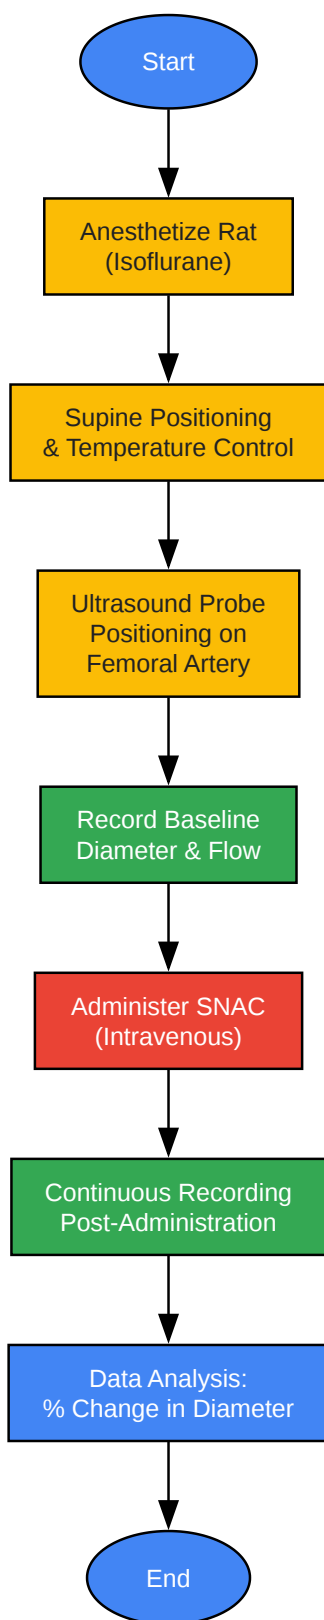 Start
Anesthetize Rat
(Isoflurane)
Supine Positioning
& Temperature Control
Ultrasound Probe
Positioning on
Femoral Artery
Record Baseline
Diameter & Flow
Administer SNAC
(Intravenous)
Continuous Recording
Post-Administration
Data Analysis:
% Change in Diameter
End